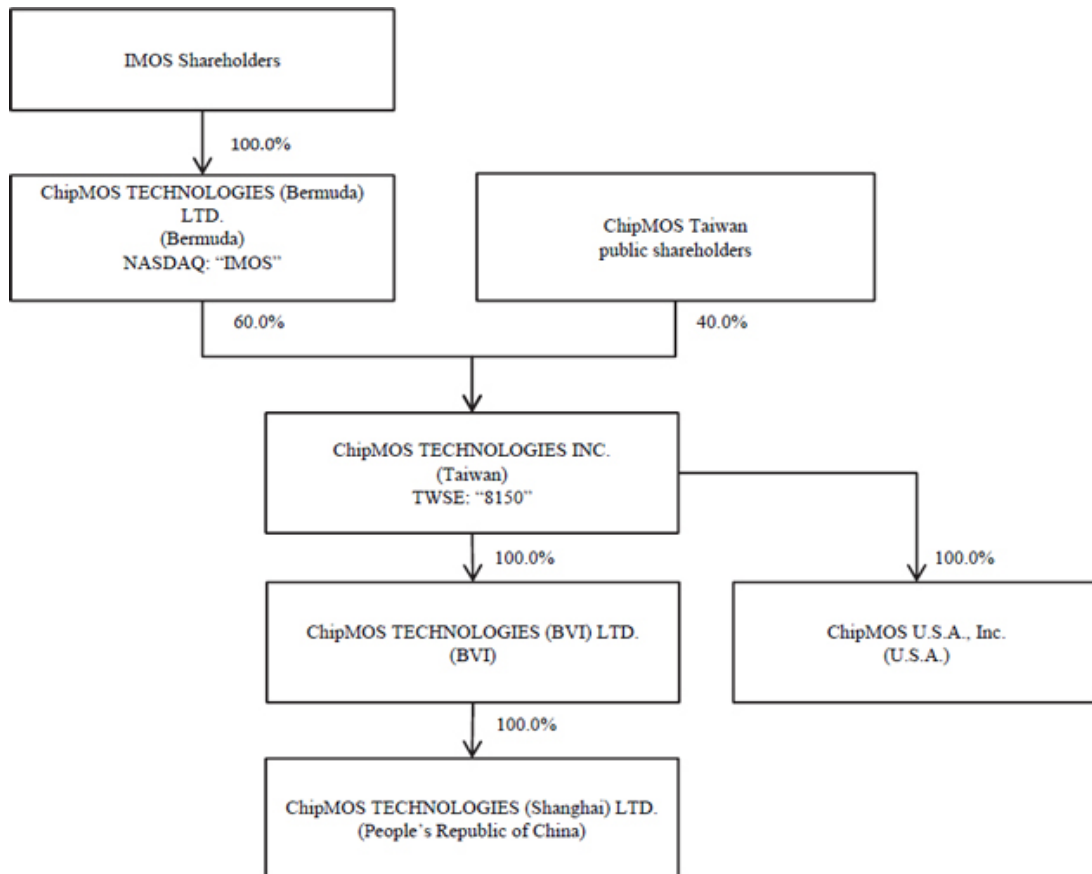 IMOS Shareholders
100.0%
ChipMOS TECHNOLOGIES (Bermuda)
LTD.
(Bermuda)
NASDAQ: “IMOS”
ChipMOS Taiwan
public shareholders
60.0%
40.0%
ChipMOS TECHNOLOGIES INC.
(Taiwan)
TWSE: “8150”
100.0%
100.0%
ChipMOS TECHNOLOGIES (BVI) LTD.
(BVI)
ChipMOS U.S.A., Inc.
(U.S.A.)
100.0%
ChipMOS TECHNOLOGIES (Shanghai) LTD.
(People’s Republic of China)